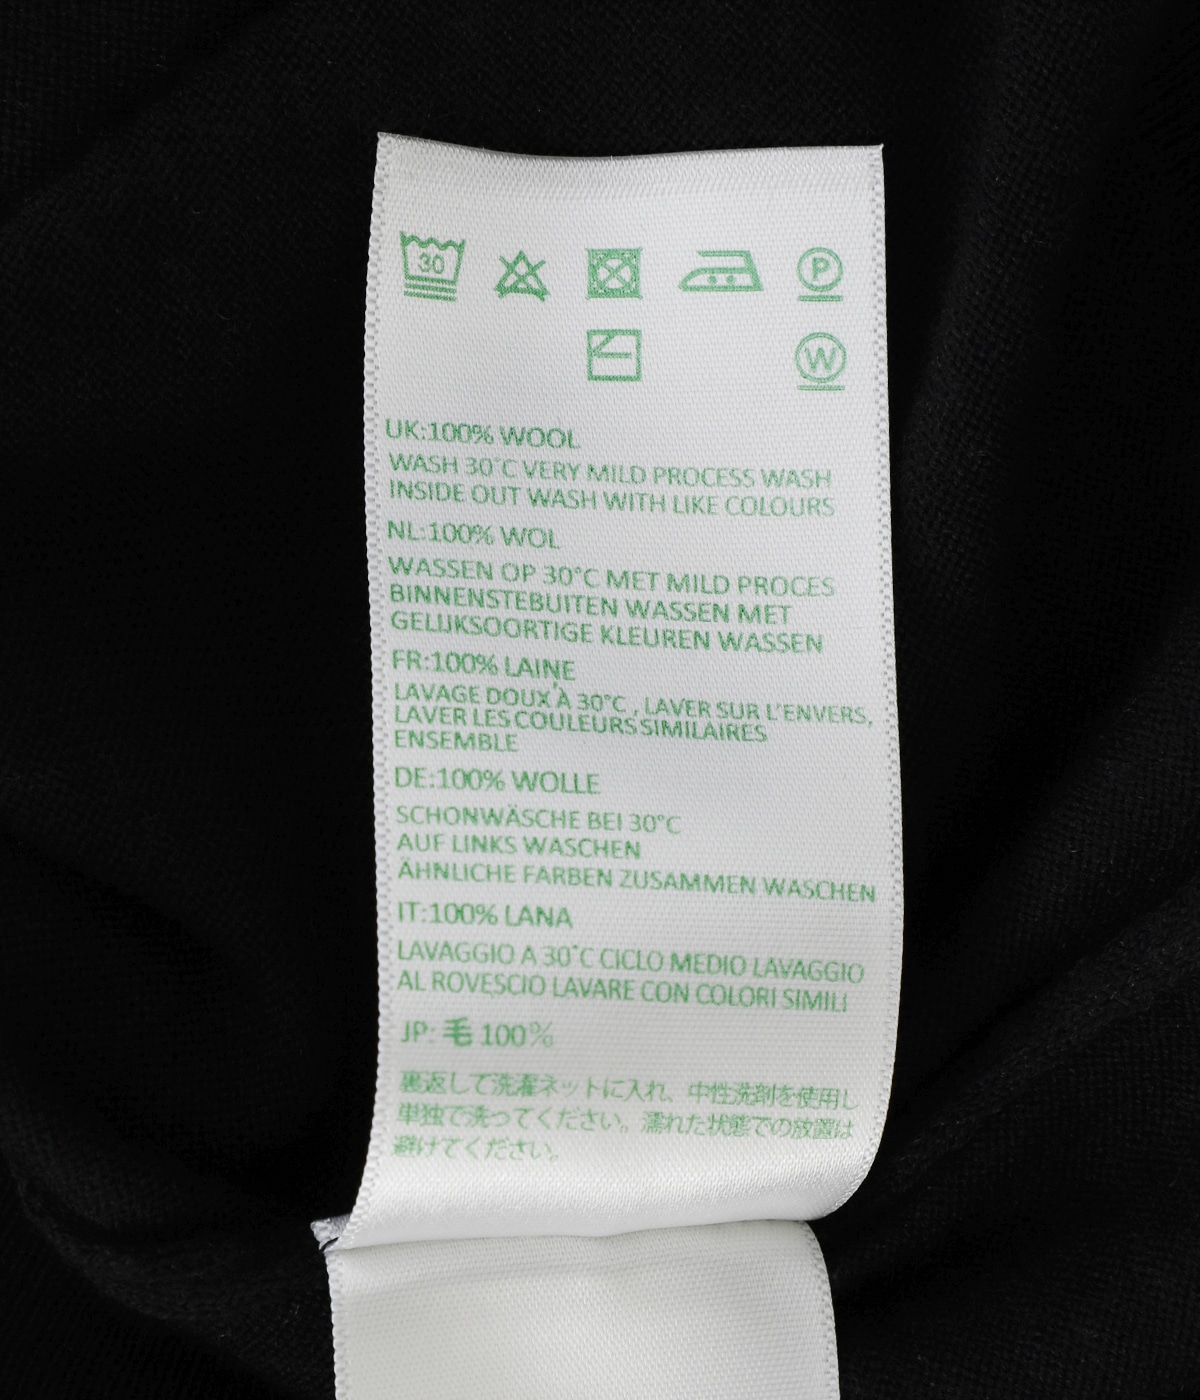 30
P
W
UK:100% WOOL
WASH 30°C VERY MILD PROCESS WASH
INSIDE OUT WASH WITH LIKE COLOURS
NL:100% WOL
WASSEN OP 30°C MET MILD PROCES
BINNENSTEBUITEN WASSEN MET
GELIJKSOORTIGE KLEUREN WASSEN
FR:100% LAINE
LAVAGE DOUX À 30°C , LAVER SUR L'ENVERS,
LAVER LES COULEURS SIMILAIRES
ENSEMBLE
DE:100% WOLLE
SCHONWÄSCHE BEI 30°C
AUF LINKS WASCHEN
ÄHNLICHE FARBEN ZUSAMMEN WASCHEN
IT:100% LANA
LAVAGGIO A 30°C CICLO MEDIO LAVAGGIO
AL ROVESCIO LAVARE CON COLORI SIMILI
JP: 毛 100%
裏返して洗濯ネットに入れ、中性洗剤を使用し
単独で洗ってください。濡れた状態での放置は
避けてください。